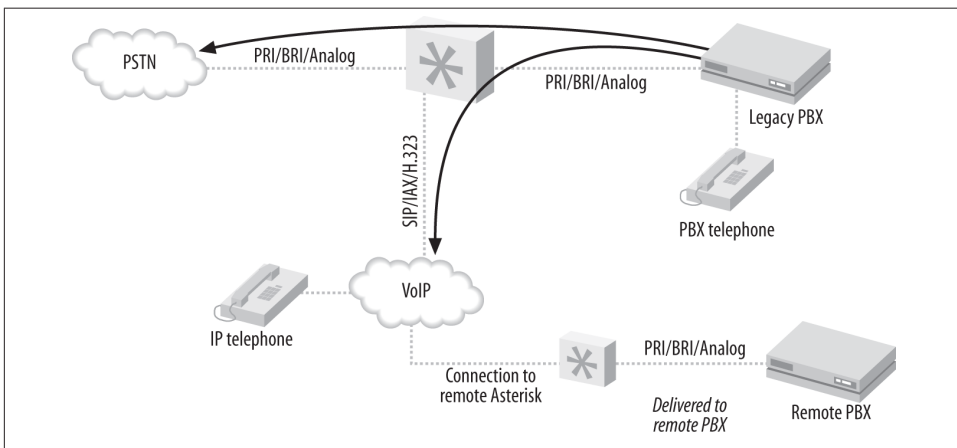 PSTN
PRI/BRI/Analog
PRI/BRI/Analog
Legacy PBX
SIP/IAX/H.323
PBX telephone
VoIP
IP telephone
PRI/BRI/Analog
Connection to
remote Asterisk
Delivered to
remote PBX
Remote PBX